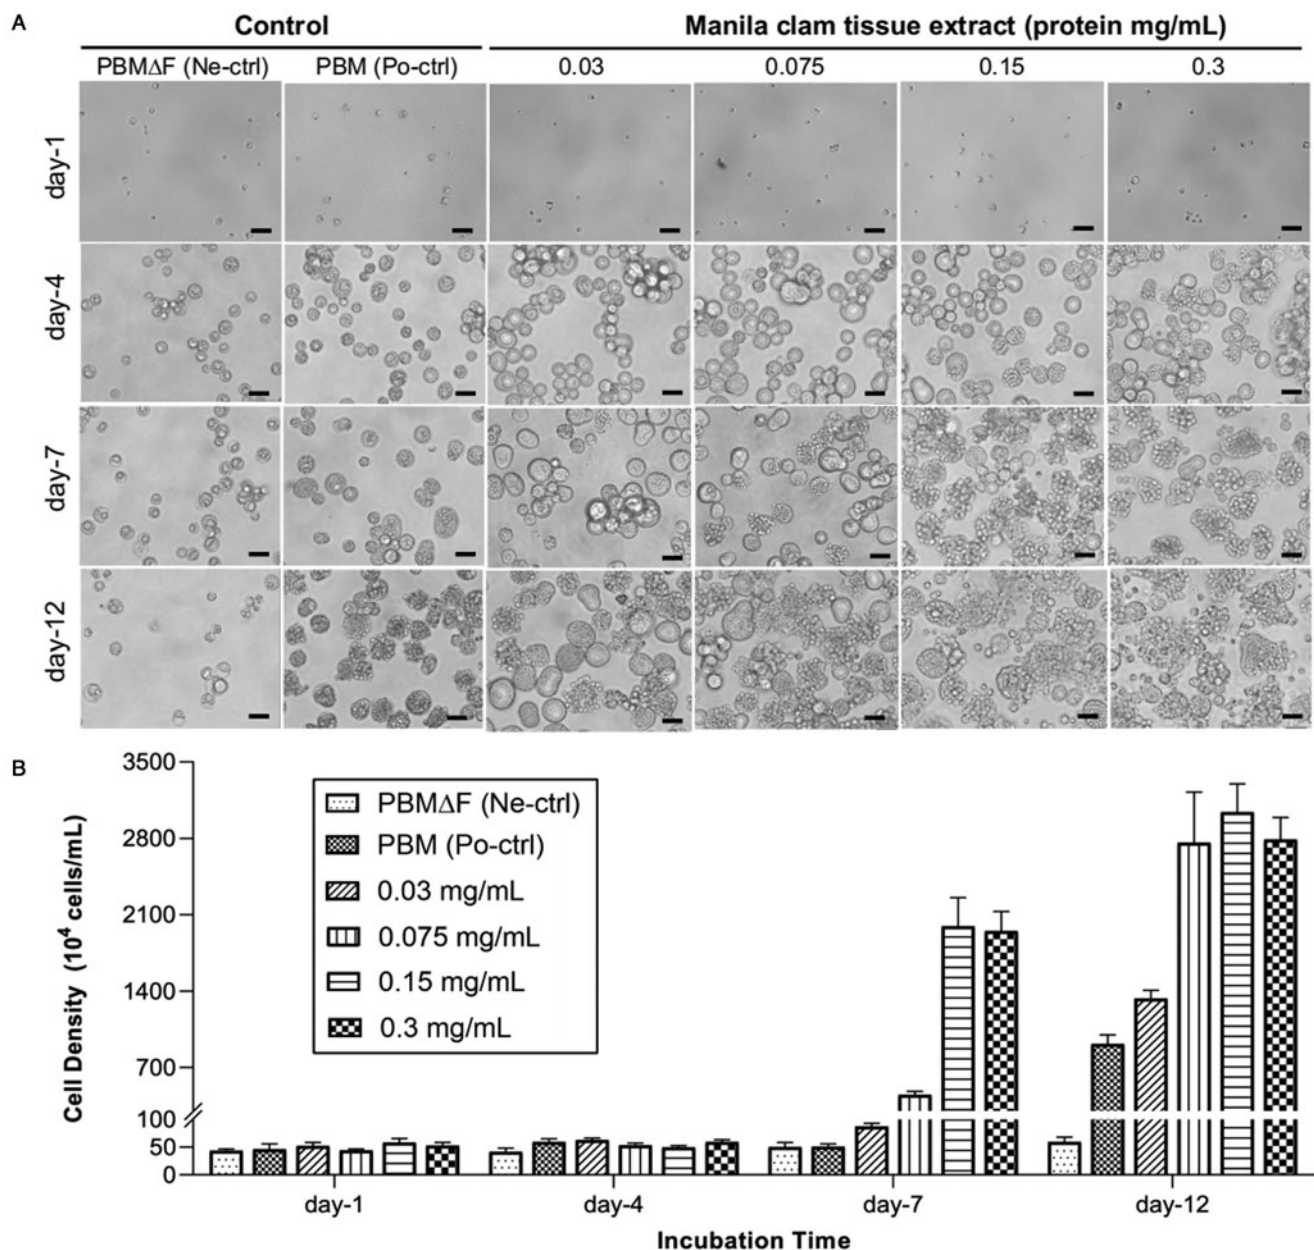 A
Control
Manila clam tissue extract (protein mg/mL)
PBMΔF (Ne-ctrl)
PBM (Po-ctrl)
0.03
0.075
0.15
0.3
day-1
day-4
day-7
day-12
B
Cell Density (10⁴ cells/mL)
3500
2800
2100
1400
700
100
50
0
PBMΔF (Ne-ctrl)
PBM (Po-ctrl)
0.03 mg/mL
0.075 mg/mL
0.15 mg/mL
0.3 mg/mL
day-1
day-4
day-7
day-12
Incubation Time